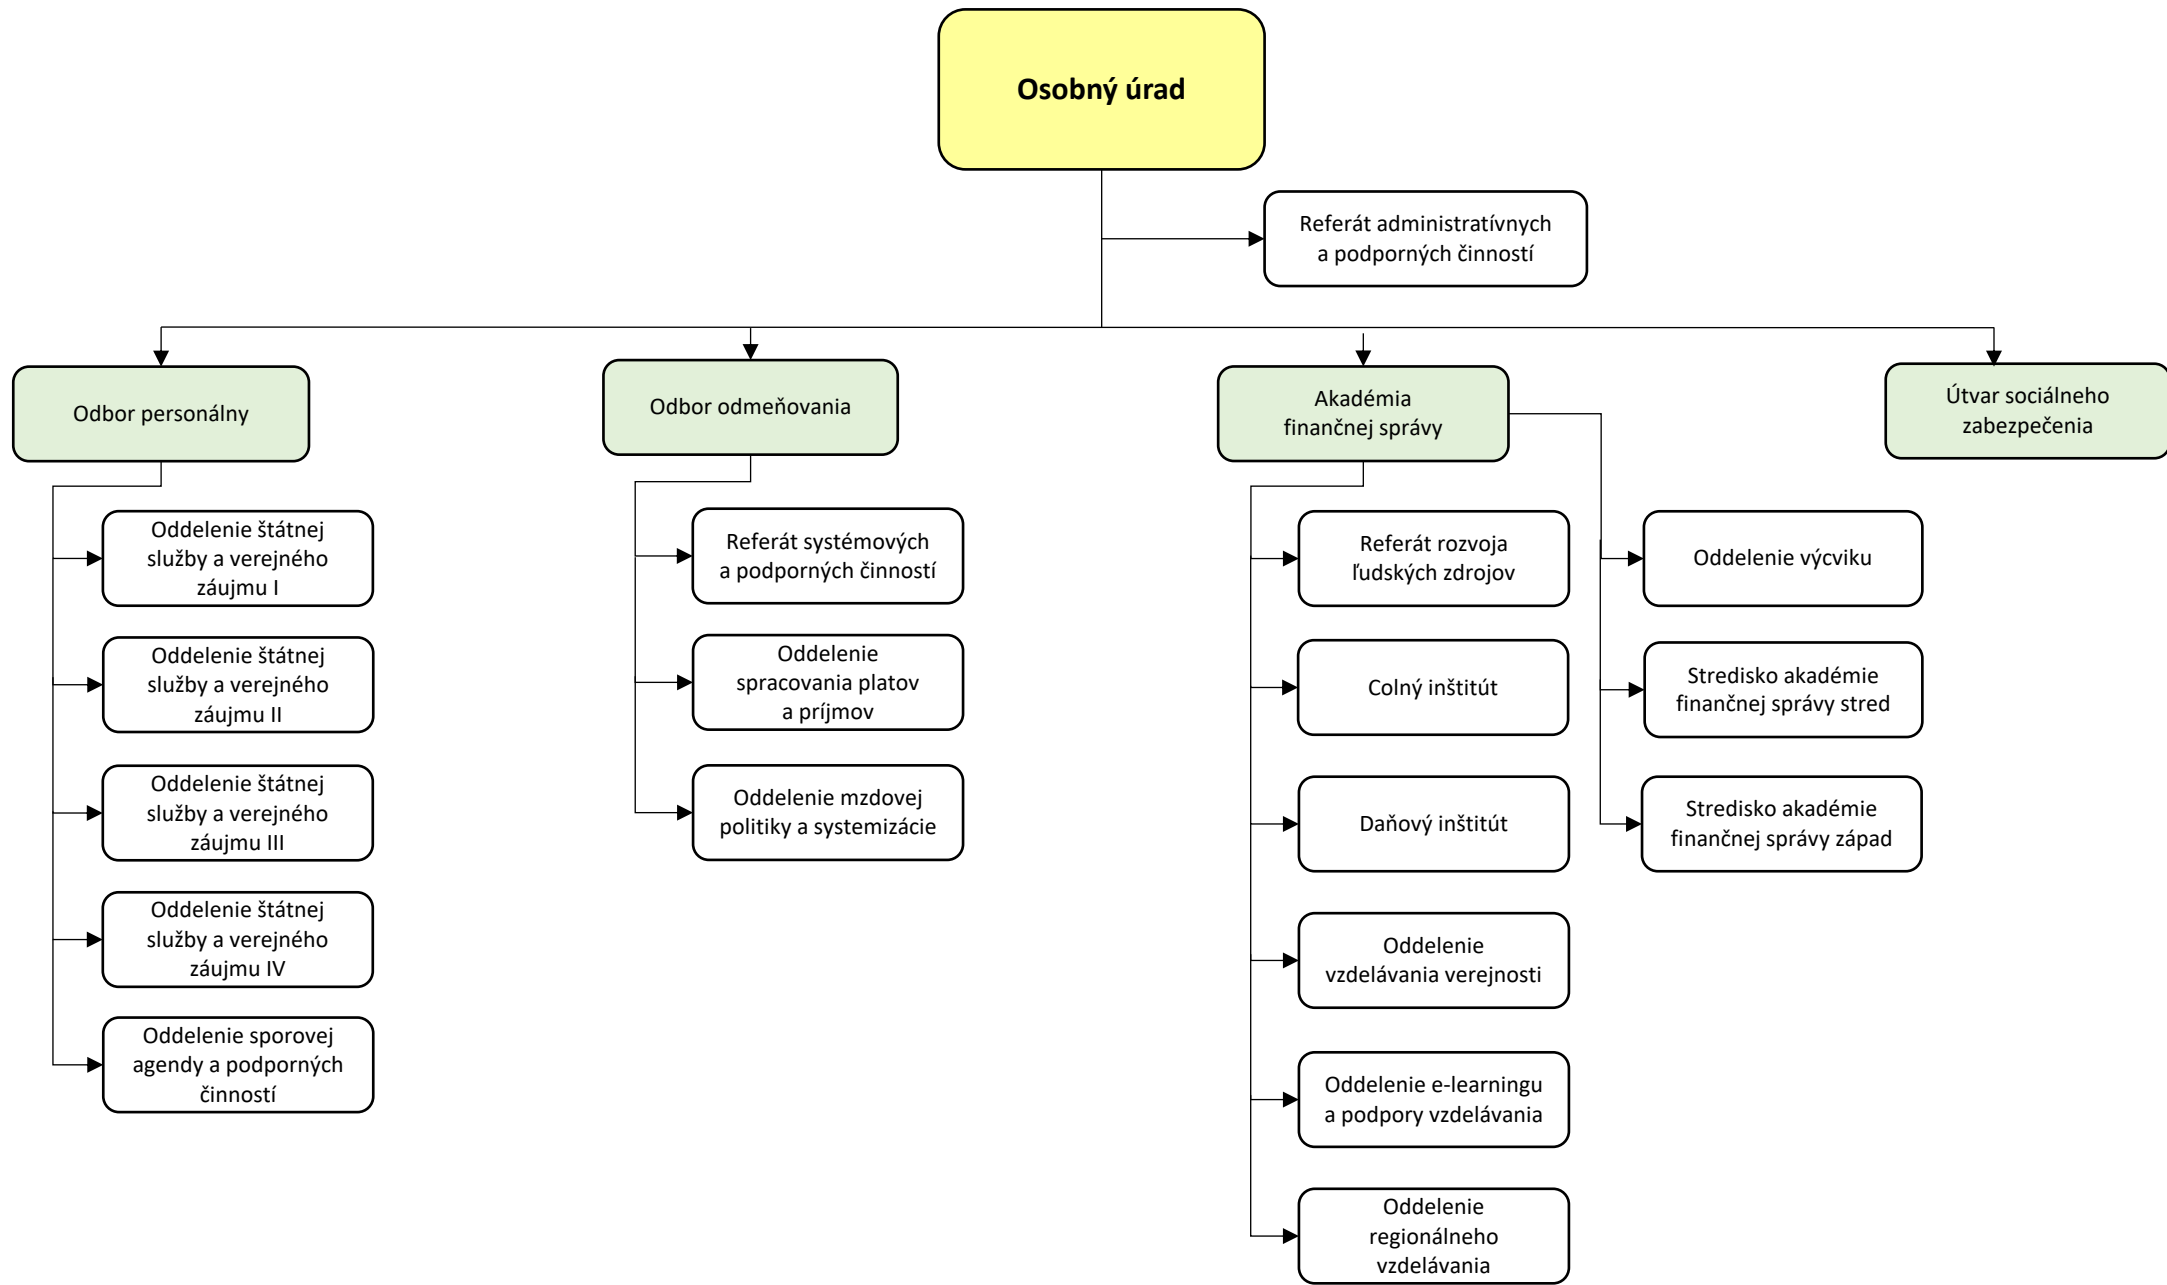 Osobný úrad
Referát administratívnych
a podporných činností
Odbor personálny
Odbor odmeňovania
Akadémia
finančnej správy
Útvar sociálneho
zabezpečenia
Oddelenie štátnej
služby a verejného
záujmu I
Oddelenie štátnej
služby a verejného
záujmu II
Oddelenie štátnej
služby a verejného
záujmu III
Oddelenie štátnej
služby a verejného
záujmu IV
Oddelenie sporovej
agendy a podporných
činností
Referát systémových
a podporných činností
Oddelenie
spracovania platov
a príjmov
Oddelenie mzdovej
politiky a systemizácie
Referát rozvoja
ľudských zdrojov
Colný inštitút
Daňový inštitút
Oddelenie
vzdelávania verejnosti
Oddelenie e-learningu
a podpory vzdelávania
Oddelenie
regionálneho
vzdelávania
Oddelenie výcviku
Stredisko akadémie
finančnej správy stred
Stredisko akadémie
finančnej správy západ